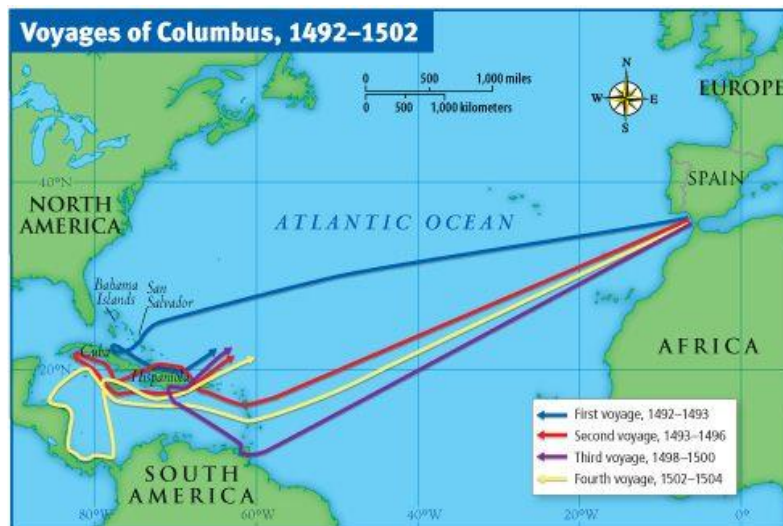 Voyages of Columbus, 1492–1502
0 500 1,000 miles
0 500 1,000 kilometers
N
W E
S
EUROPE
SPAIN
40°N
NORTH
AMERICA
ATLANTIC OCEAN
Bahama
Islands
San
Salvador
Cuba
AFRICA
20°N
Hispaniola
First voyage, 1492–1493
Second voyage, 1493–1496
Third voyage, 1498–1500
Fourth voyage, 1502–1504
SOUTH
AMERICA
80°W
60°W
40°W
20°W
0°